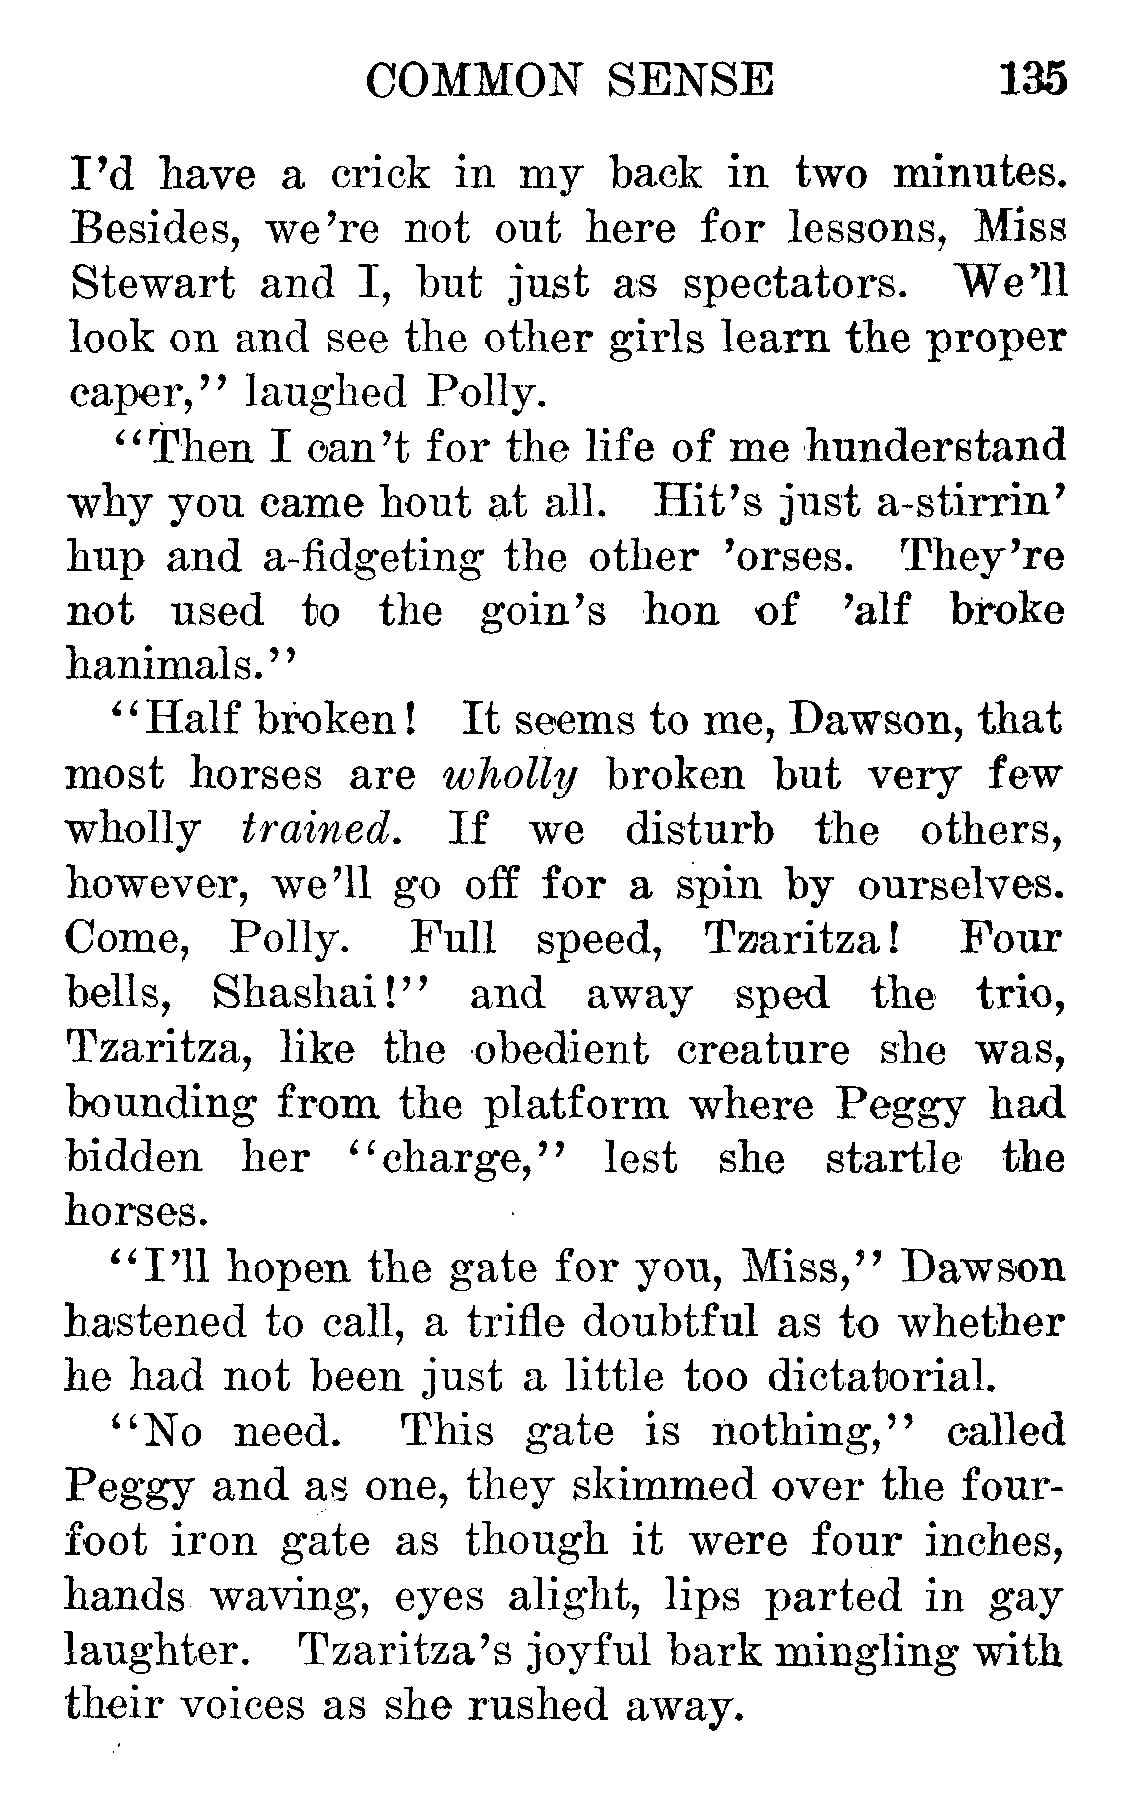 COMMON SENSE 135
I'd have a crick in my back in two minutes.
Besides, we're not out here for lessons, Miss
Stewart and I, but just as spectators. We'll
look on and see the other girls learn the proper
caper,'' laughed Polly.
''Then I can't for the life of me hunderstand
why you came hout at all. Hit's just a-stirrin'
hup and a-fidgeting the other 'orses. They're
not used to the goin's hon of 'alf broke
hanimals.''
''Half broken! It seems to me, Dawson, that
most horses are wholly broken but very few
wholly trained. If we disturb the others,
however, we'll go off for a spin by ourselves.
Come, Polly. Full speed, Tzaritza! Four
bells, Shashai!'' and away sped the trio,
Tzaritza, like the obedient creature she was,
bounding from the platform where Peggy had
bidden her ''charge,'' lest she startle the
horses.
''I'll hopen the gate for you, Miss,'' Dawson
hastened to call, a trifle doubtful as to whether
he had not been just a little too dictatorial.
''No need. This gate is nothing,'' called
Peggy and as one, they skimmed over the four-
foot iron gate as though it were four inches,
hands waving, eyes alight, lips parted in gay
laughter. Tzaritza's joyful bark mingling with
their voices as she rushed away.